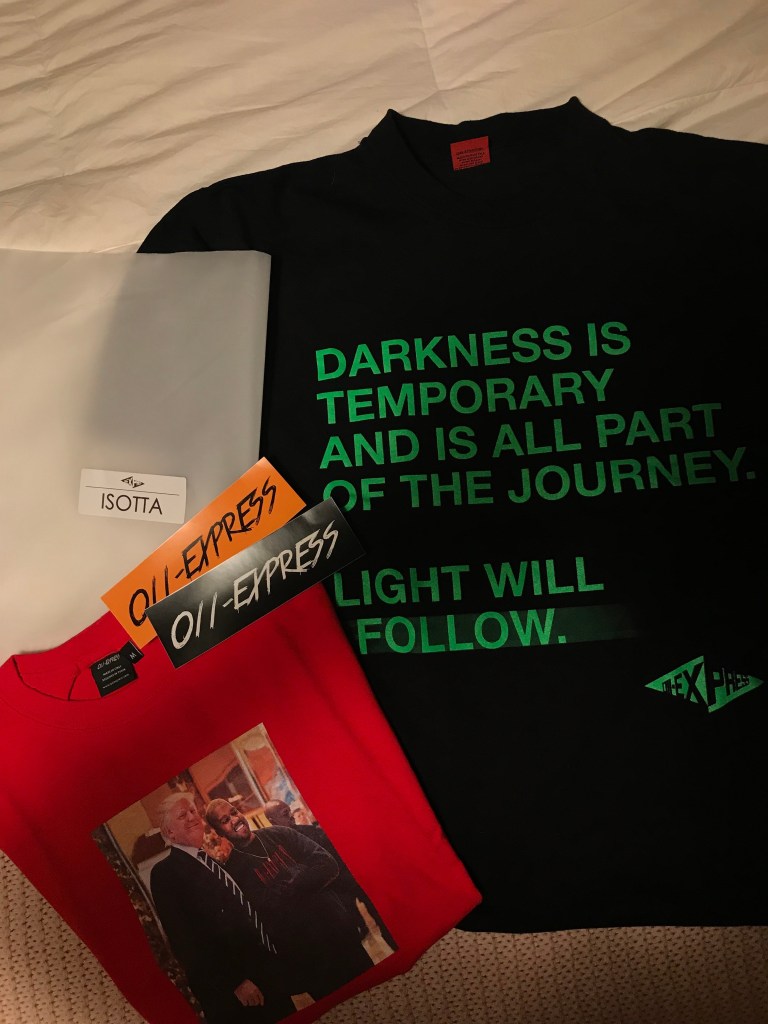 DARKNESS IS
TEMPORARY
AND IS ALL PART
OF THE JOURNEY.
LIGHT WILL
FOLLOW.
011-EXPRESS
ISOTTA
011-EXPRESS
011-EXPRESS
M